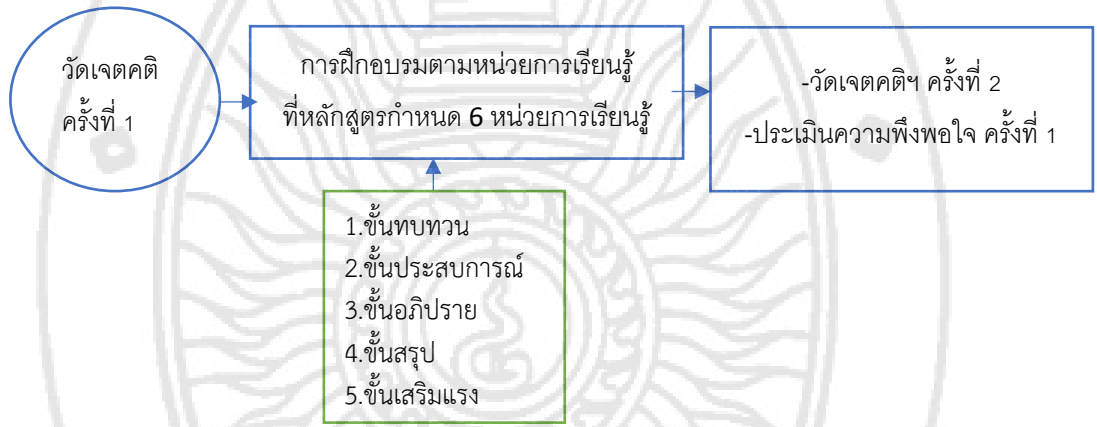 วัดเจตคติ
ครั้งที่ 1
การฝึกอบรมตามหน่วยการเรียนรู้
ที่หลักสูตรกำหนด 6 หน่วยการเรียนรู้
-วัดเจตคติฯ ครั้งที่ 2
-ประเมินความพึงพอใจ ครั้งที่ 1
1.ขั้นทบทวน
2.ขั้นประสบการณ์
3.ขั้นอภิปราย
4.ขั้นสรุป
5.ขั้นเสริมแรง